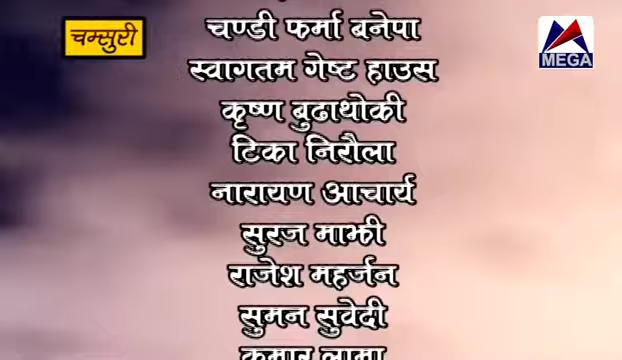 चम्सुरी
MEGA
चण्डी फर्मा बनेपा
स्वागतम गेष्ट हाउस
कृष्ण बुढाथोकी
टिका निरौला
नारायण आचार्य
सुरज माझी
राजेश महर्जन
सुमन सुवेदी
कुमार लामा